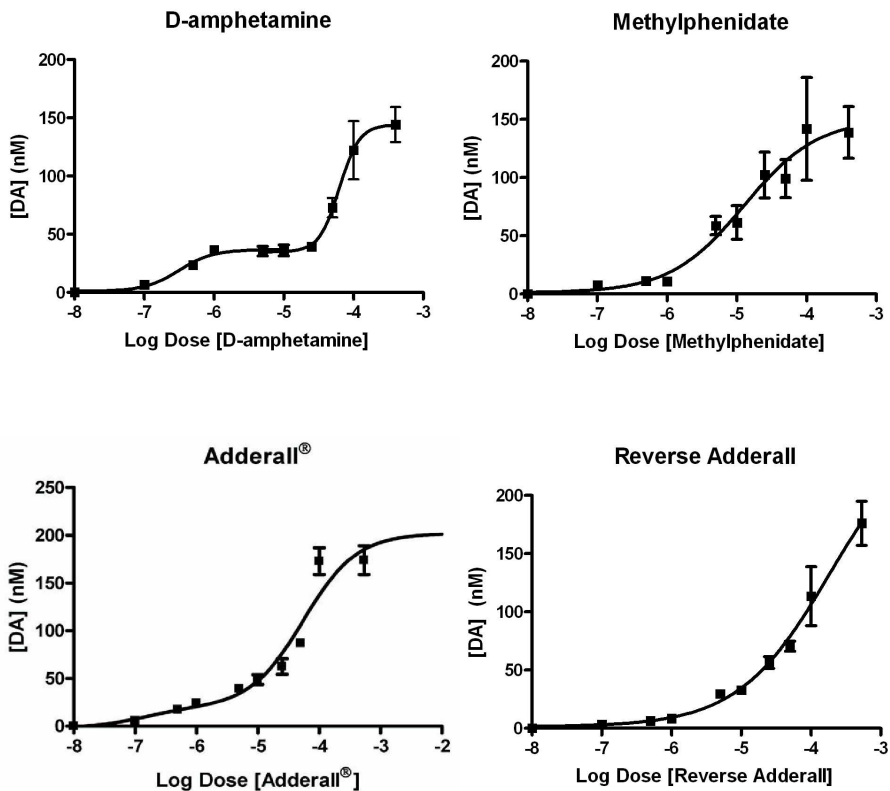 D-amphetamine
200
150
100
50
0
[DA] (nM)
-8 -7 -6 -5 -4 -3
Log Dose [D-amphetamine]
Methylphenidate
200
150
100
50
0
[DA] (nM)
-8 -7 -6 -5 -4 -3
Log Dose [Methylphenidate]
Adderall®
250
200
150
100
50
0
[DA] (nM)
-8 -7 -6 -5 -4 -3 -2
Log Dose [Adderall®]
Reverse Adderall
200
150
100
50
0
[DA] (nM)
-8 -7 -6 -5 -4 -3
Log Dose [Reverse Adderall]